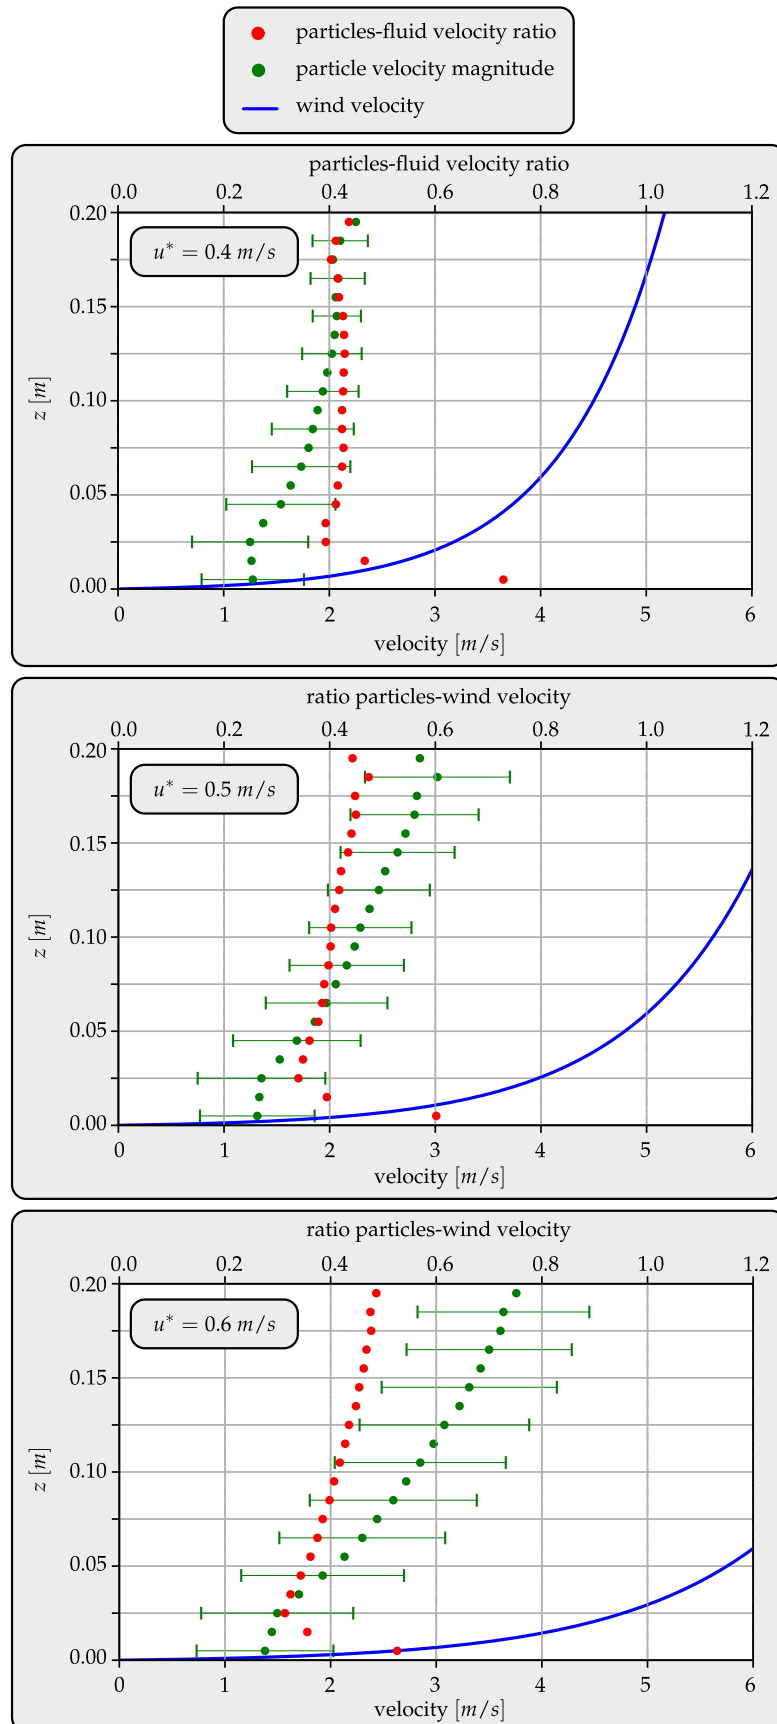 particles-fluid velocity ratio
particle velocity magnitude
wind velocity
particles-fluid velocity ratio
0.0 0.2 0.4 0.6 0.8 1.0 1.2
u* = 0.4 m/s
0.20
0.15
0.10
0.05
0.00
z [m]
0 1 2 3 4 5 6
velocity [m/s]
ratio particles-wind velocity
0.0 0.2 0.4 0.6 0.8 1.0 1.2
u* = 0.5 m/s
0.20
0.15
0.10
0.05
0.00
z [m]
0 1 2 3 4 5 6
velocity [m/s]
ratio particles-wind velocity
0.0 0.2 0.4 0.6 0.8 1.0 1.2
u* = 0.6 m/s
0.20
0.15
0.10
0.05
0.00
z [m]
0 1 2 3 4 5 6
velocity [m/s]